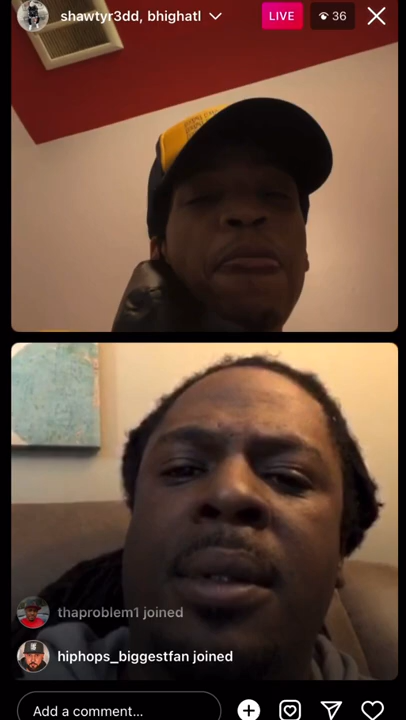 shawtyr3dd, bhighatl
LIVE
36
thaproblem1 joined
hiphops_biggestfan joined
Add a comment...